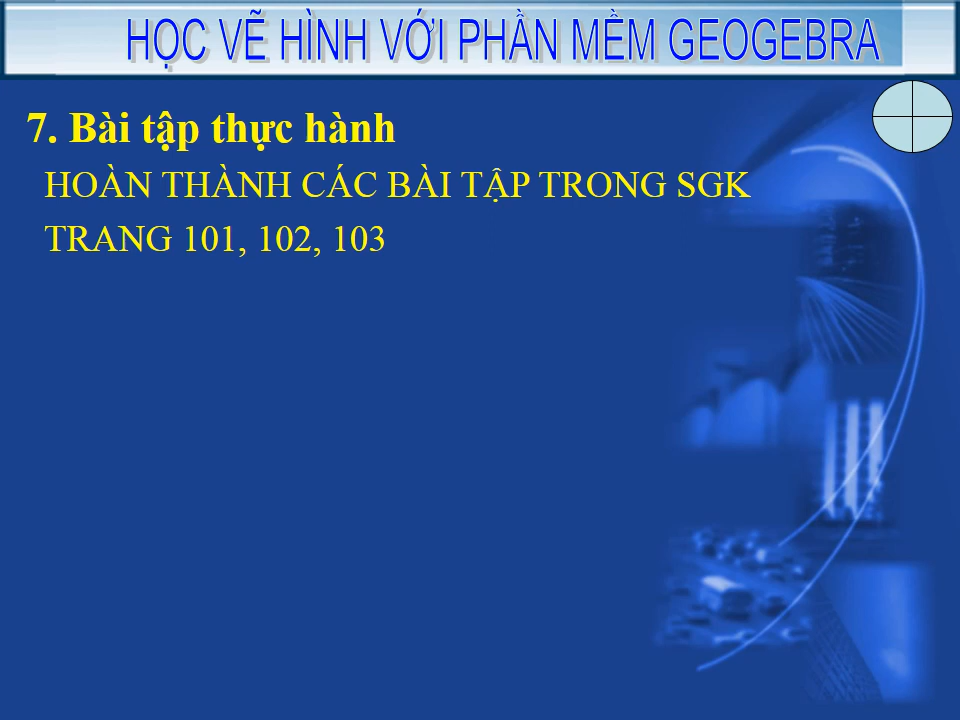 HỌC VẼ HÌNH VỚI PHẦN MỀM GEOGEBRA
7. Bài tập thực hành
HOÀN THÀNH CÁC BÀI TẬP TRONG SGK
TRANG 101, 102, 103